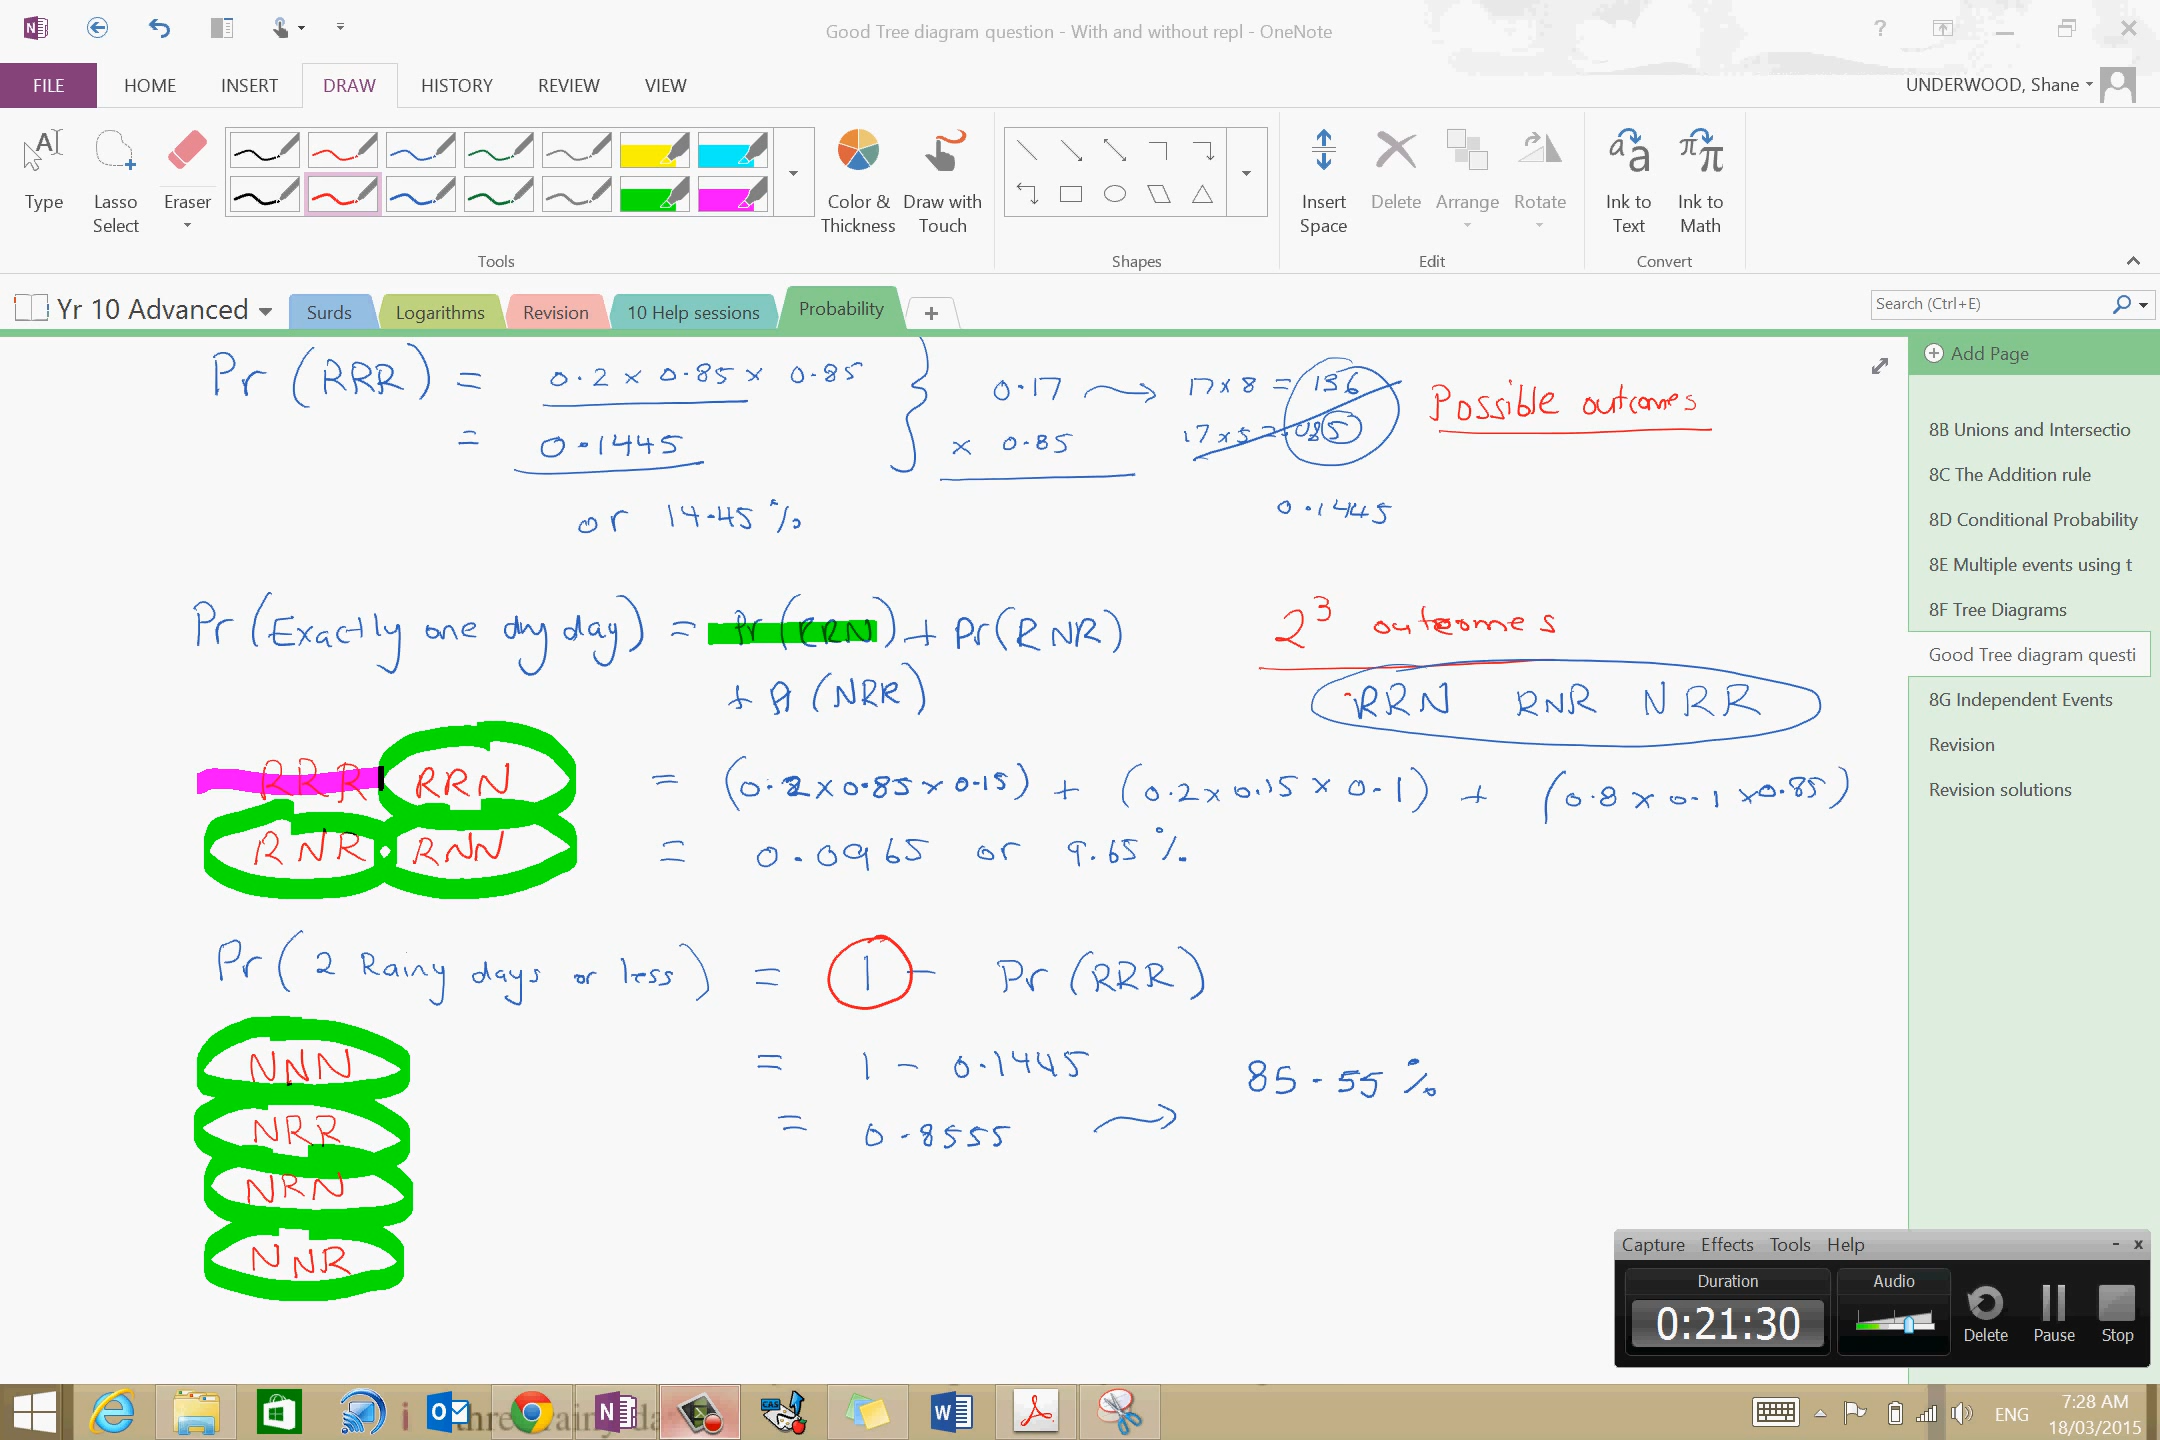 Good Tree diagram question - With and without repl - OneNote
FILE HOME INSERT DRAW HISTORY REVIEW VIEW
UNDERWOOD, Shane
Type
Lasso Select
Eraser
Color & Thickness
Draw with Touch
Insert Space
Delete
Arrange
Rotate
Ink to Text
Ink to Math
Tools
Shapes
Edit
Convert
Yr 10 Advanced
Surds
Logarithms
Revision
10 Help sessions
Probability
Search (Ctrl+E)
Add Page
8B Unions and Intersectio
8C The Addition rule
8D Conditional Probability
8E Multiple events using t
8F Tree Diagrams
Good Tree diagram questi
8G Independent Events
Revision
Revision solutions
Pr (RRR) = 0.2 x 0.85 x 0.85
= 0.1445
or 14.45 %
0.17
x 0.85
17 x 8 = 136
0.1445
Possible outcomes
Pr (Exactly one dry day) = Pr(RRN) + Pr(RNR)
+ Pr (NRR)
2³ outcomes
RRN RNR NRR
RRR RRN
RNR RNN
= (0.2 x 0.85 x 0.15) + (0.2 x 0.15 x 0.1) + (0.8 x 0.1 x 0.85)
= 0.0965 or 9.65 %
Pr (2 Rainy days or less) = 1 - Pr (RRR)
NNN
NRR
NRN
NNR
= 1 - 0.1445
= 0.8555
85.55 %
Capture Effects Tools Help
Duration
0:21:30
Audio
Delete
Pause
Stop
ENG
7:28 AM
18/03/2015